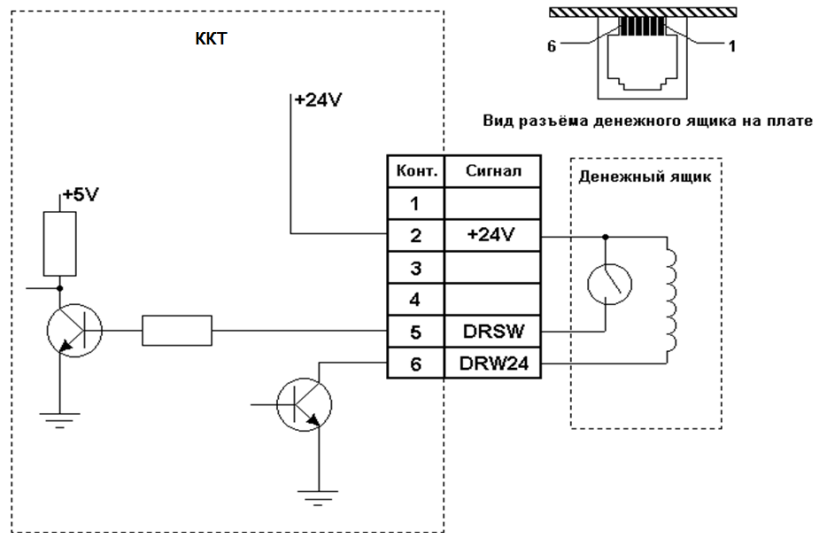 ККТ
6
1
Вид разъёма денежного ящика на плате
+24V
+5V
Конт. Сигнал
1
2 +24V
3
4
5 DRSW
6 DRW24
Денежный ящик